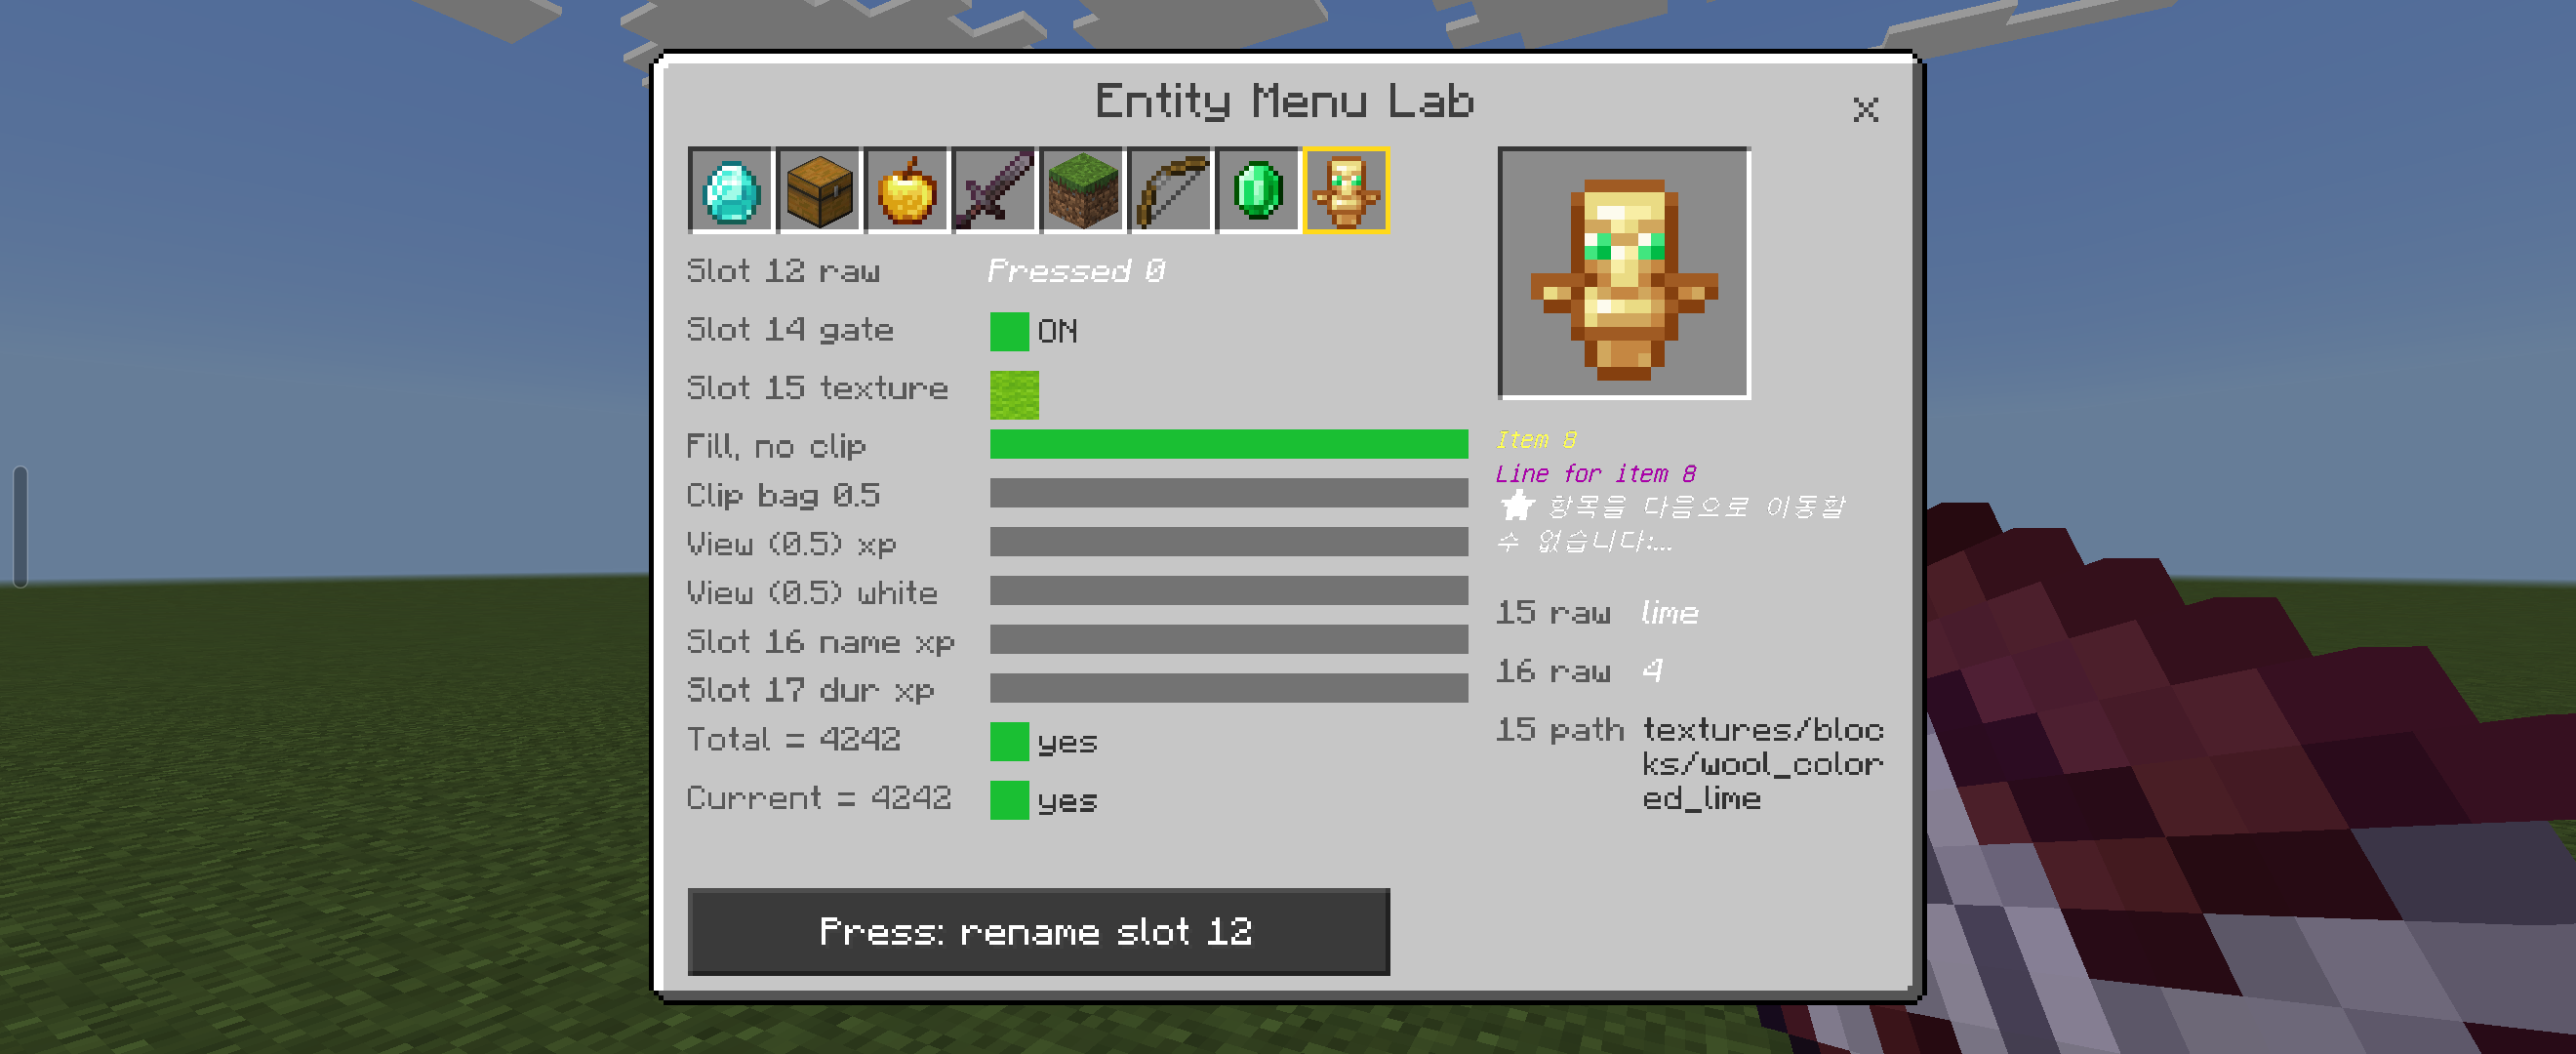 Entity Menu Lab
Slot 12 raw
Pressed 0
Slot 14 gate
ON
Slot 15 texture
Fill, no clip
Clip bag 0.5
View (0.5) xp
View (0.5) white
Slot 16 name xp
Slot 17 dur xp
Total = 4242
yes
Current = 4242
yes
Press: rename slot 12
Item 8
Line for item 8
항목을 다음으로 이동할
수 없습니다:...
15 raw
lime
16 raw
4
15 path
textures/bloc
ks/wool_color
ed_lime